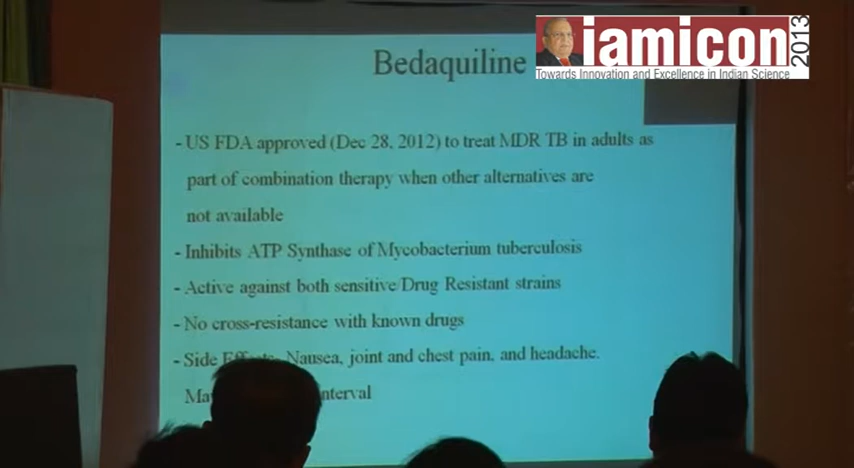 iamicon
2013
Towards Innovation and Excellence in Indian Science
Bedaquiline
- US FDA approved (Dec 28, 2012) to treat MDR TB in adults as
part of combination therapy when other alternatives are
not available
- Inhibits ATP Synthase of Mycobacterium tuberculosis
- Active against both sensitive/Drug Resistant strains
- No cross-resistance with known drugs
- Side Nausea, joint and chest pain, and headache.